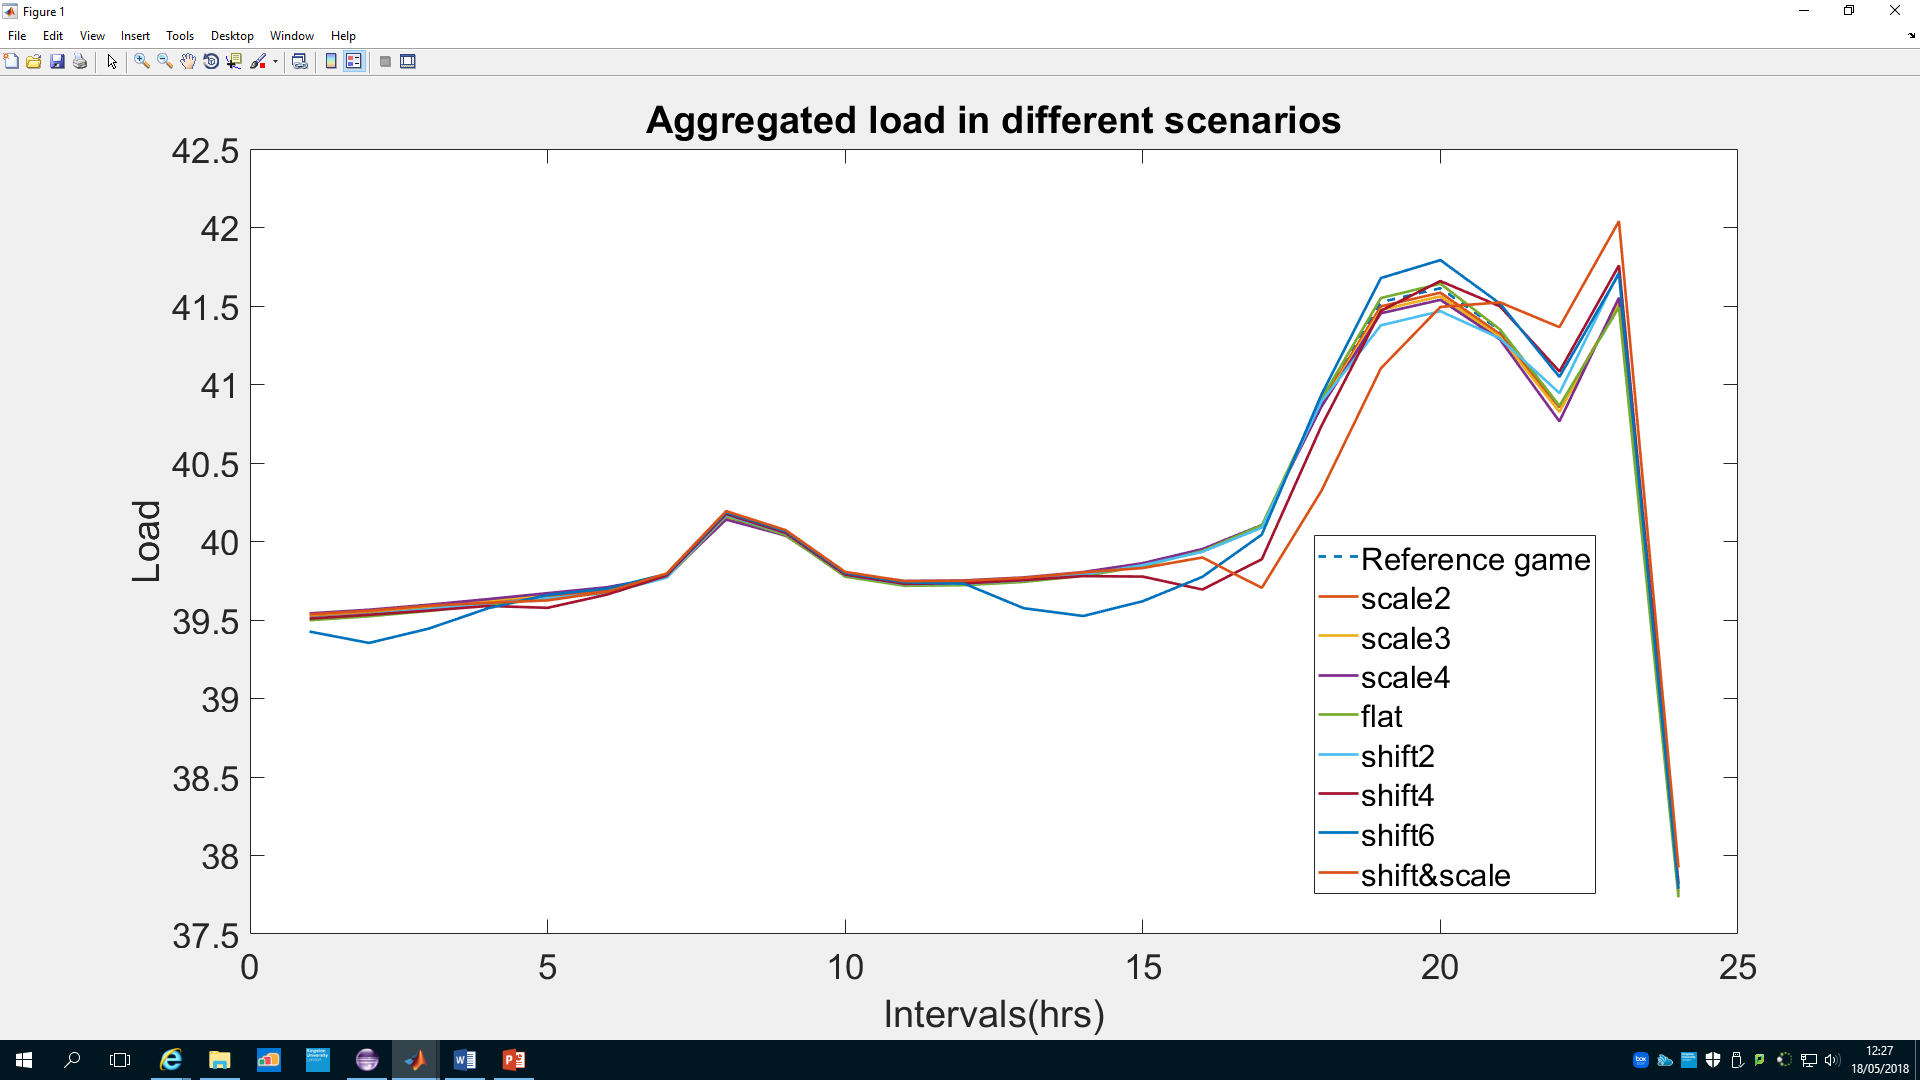 Figure 1
File Edit View Insert Tools Desktop Window Help
Aggregated load in different scenarios
42.5
42
41.5
41
40.5
40
39.5
39
38.5
38
37.5
Load
0 5 10 15 20 25
Intervals(hrs)
Reference game
scale2
scale3
scale4
flat
shift2
shift4
shift6
shift&scale
12:27
18/05/2018